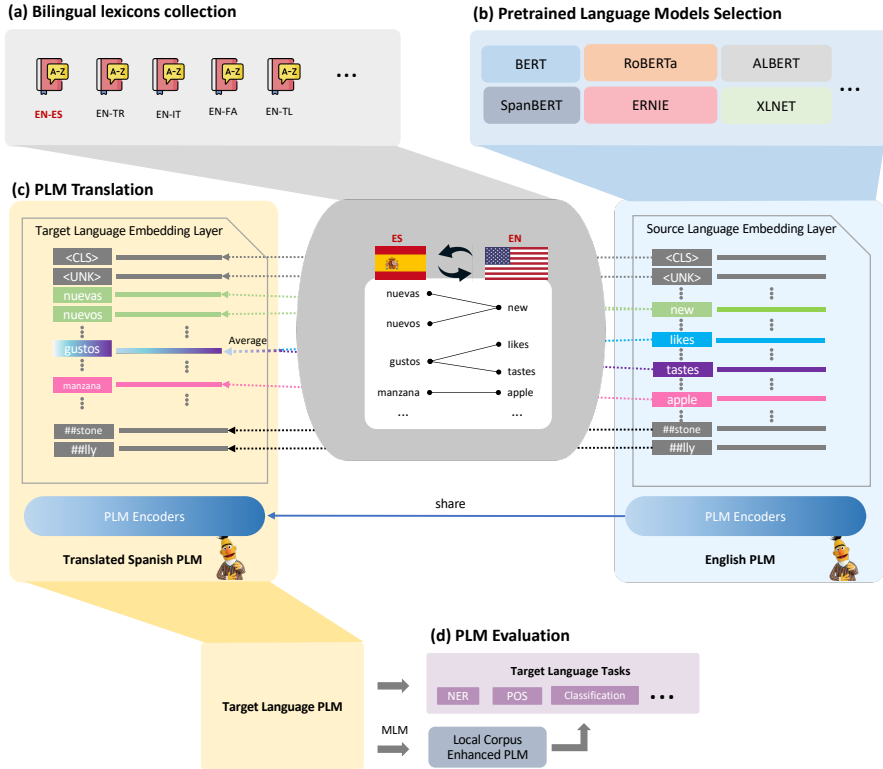 (a) Bilingual lexicons collection
A-Z
A-Z
A-Z
A-Z
A-Z
...
EN-ES
EN-TR
EN-IT
EN-FA
EN-TL
(b) Pretrained Language Models Selection
BERT
RoBERTa
ALBERT
SpanBERT
ERNIE
XLNET
...
(c) PLM Translation
Target Language Embedding Layer
<CLS>
<UNK>
nuevas
nuevos
gustos
manzana
##stone
##lly
Average
PLM Encoders
Translated Spanish PLM
ES
EN
nuevas
nuevos
gustos
manzana
...
new
likes
tastes
apple
...
share
Source Language Embedding Layer
<CLS>
<UNK>
new
likes
tastes
apple
##stone
##lly
PLM Encoders
English PLM
Target Language PLM
MLM
(d) PLM Evaluation
Target Language Tasks
NER
POS
Classification
...
Local Corpus
Enhanced PLM